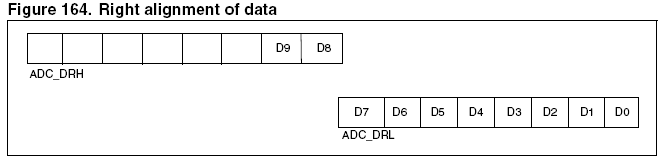 Figure 164. Right alignment of data
D9 D8
ADC_DRH
D7 D6 D5 D4 D3 D2 D1 D0
ADC_DRL